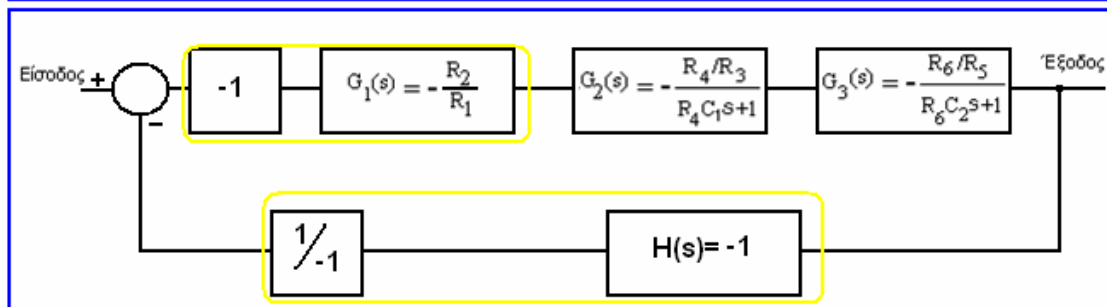 Είσοδος + -1 G₁(s) = - R₂/R₁ G₂(s) = - R₄/R₃ / R₄C₁s+1 G₃(s) = - R₆/R₅ / R₆C₂s+1 Έξοδος
-
1/-1 H(s)= -1